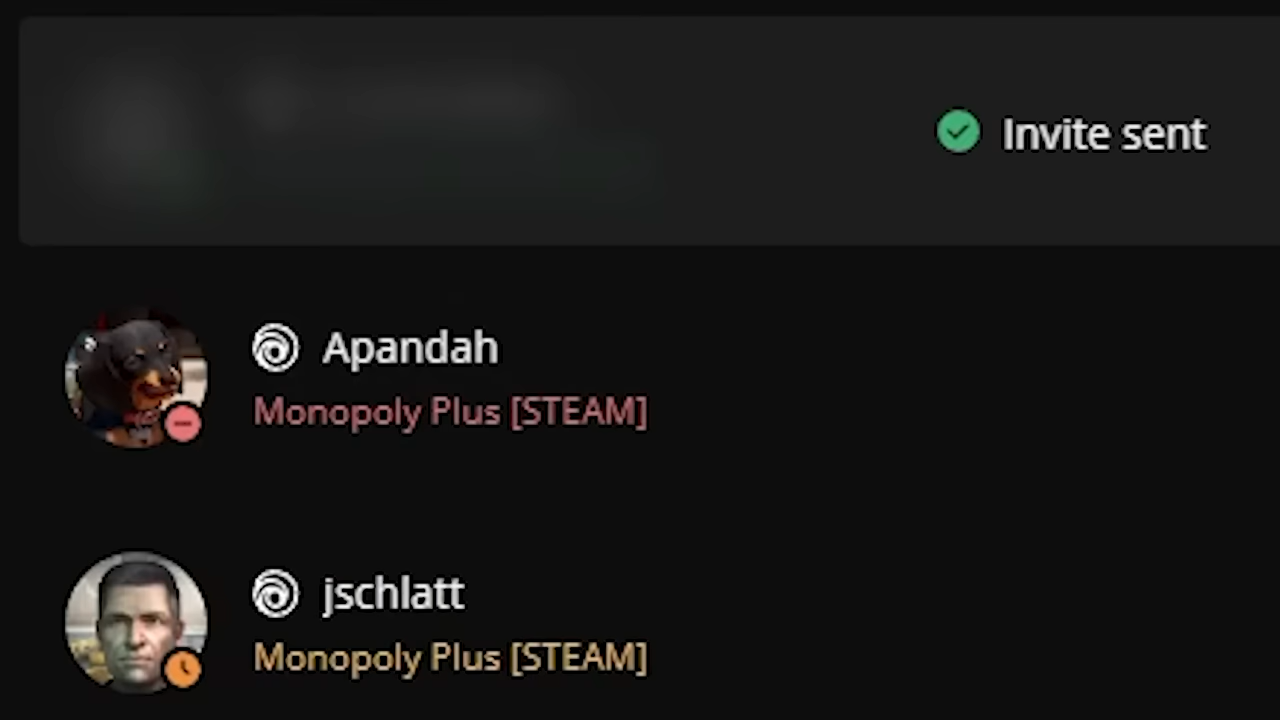 Invite sent
Apandah
Monopoly Plus [STEAM]
jschlatt
Monopoly Plus [STEAM]